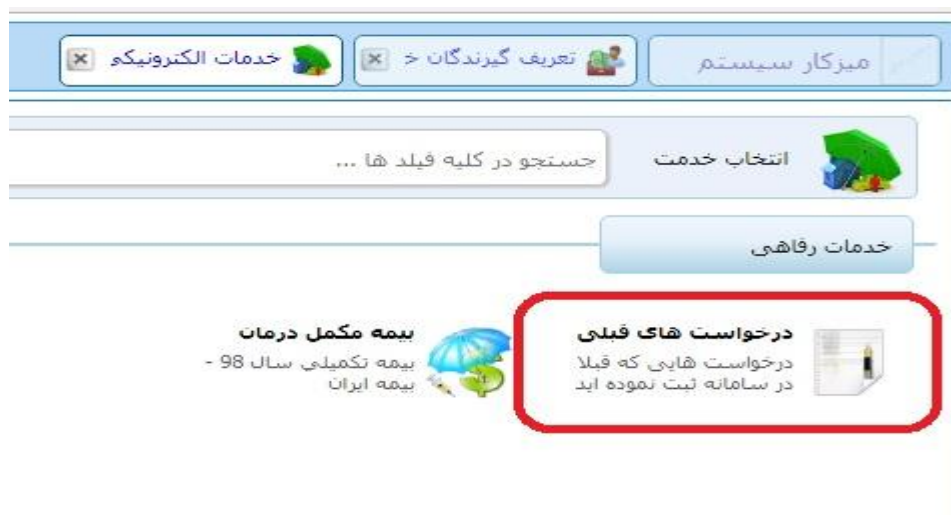 میزکار سیستم
تعریف گیرندگان خ
خدمات الکترونیکی
انتخاب خدمت
جستجو در کلیه فیلد ها ...
خدمات رفاهی
درخواست های قبلی
درخواست هایی که قبلا
در سامانه ثبت نموده اید
بیمه مکمل درمان
بیمه تکمیلی سال 98 -
بیمه ایران